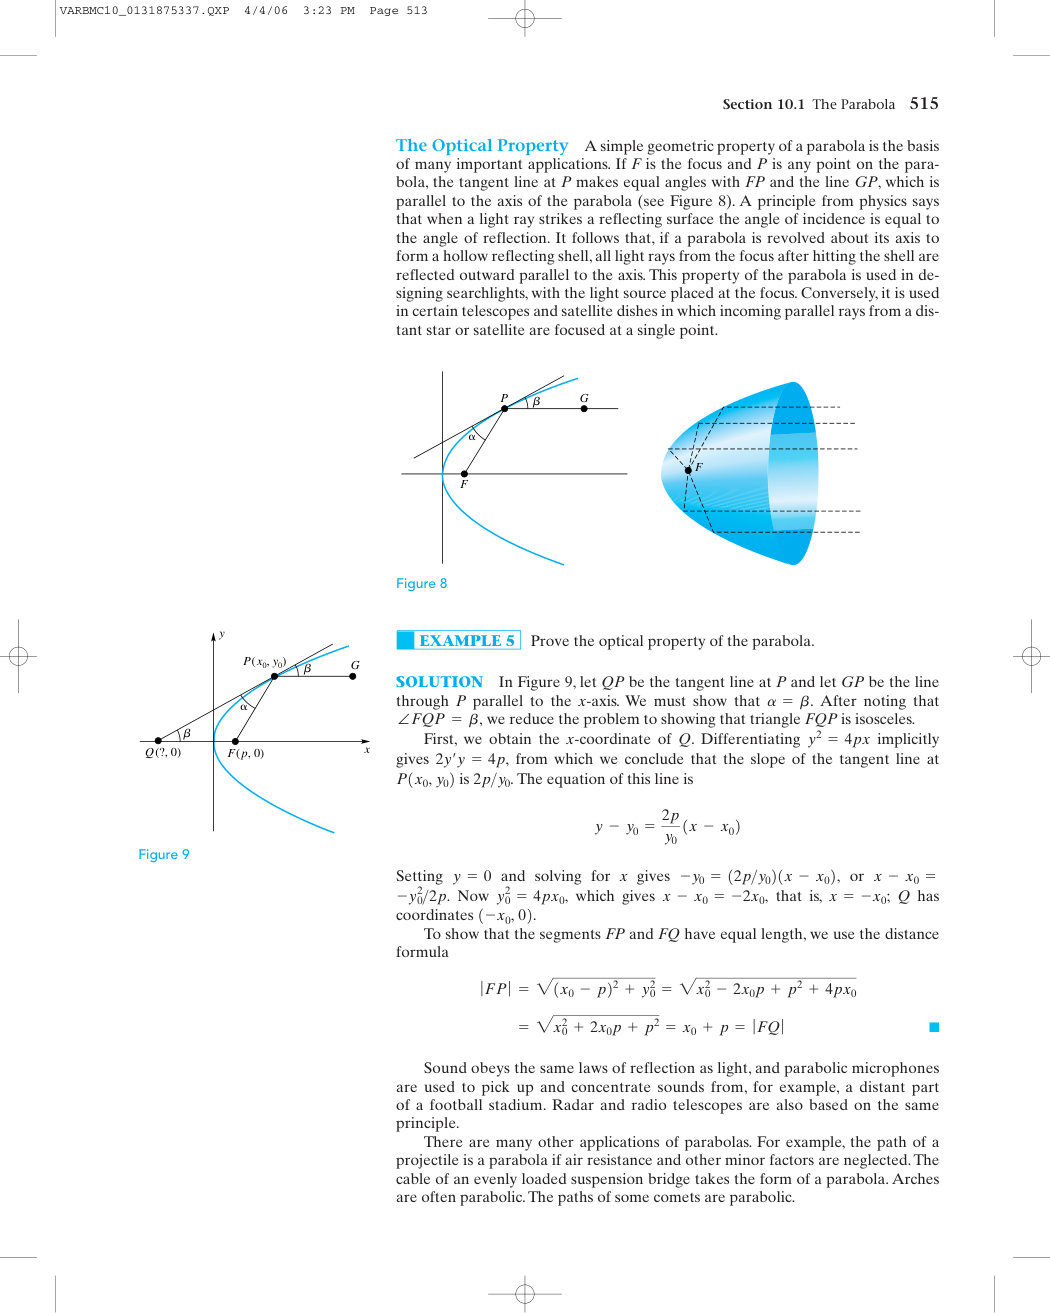 VARBMC10_0131875337.QXP 4/4/06 3:23 PM Page 513
Section 10.1 The Parabola 515
The Optical Property A simple geometric property of a parabola is the basis
of many important applications. If F is the focus and P is any point on the para-
bola, the tangent line at P makes equal angles with FP and the line GP, which is
parallel to the axis of the parabola (see Figure 8). A principle from physics says
that when a light ray strikes a reflecting surface the angle of incidence is equal to
the angle of reflection. It follows that, if a parabola is revolved about its axis to
form a hollow reflecting shell, all light rays from the focus after hitting the shell are
reflected outward parallel to the axis. This property of the parabola is used in de-
signing searchlights, with the light source placed at the focus. Conversely, it is used
in certain telescopes and satellite dishes in which incoming parallel rays from a dis-
tant star or satellite are focused at a single point.
P β G
α
F
F
Figure 8
EXAMPLE 5 Prove the optical property of the parabola.
y
P(x₀, y₀) β G
α
β
Q(?, 0) F(p, 0) x
Figure 9
SOLUTION In Figure 9, let QP be the tangent line at P and let GP be the line
through P parallel to the x-axis. We must show that α = β. After noting that
∠FQP = β, we reduce the problem to showing that triangle FQP is isosceles.
First, we obtain the x-coordinate of Q. Differentiating y² = 4px implicitly
gives 2y′y = 4p, from which we conclude that the slope of the tangent line at
P(x₀, y₀) is 2p/y₀. The equation of this line is
y − y₀ = 2p/y₀ (x − x₀)
Setting y = 0 and solving for x gives −y₀ = (2p/y₀)(x − x₀), or x − x₀ =
−y₀²/2p. Now y₀² = 4px₀, which gives x − x₀ = −2x₀, that is, x = −x₀; Q has
coordinates (−x₀, 0).
To show that the segments FP and FQ have equal length, we use the distance
formula
|FP| = √((x₀ − p)² + y₀²) = √(x₀² − 2x₀p + p² + 4px₀)
= √(x₀² + 2x₀p + p²) = x₀ + p = |FQ|
Sound obeys the same laws of reflection as light, and parabolic microphones
are used to pick up and concentrate sounds from, for example, a distant part
of a football stadium. Radar and radio telescopes are also based on the same
principle.
There are many other applications of parabolas. For example, the path of a
projectile is a parabola if air resistance and other minor factors are neglected. The
cable of an evenly loaded suspension bridge takes the form of a parabola. Arches
are often parabolic. The paths of some comets are parabolic.